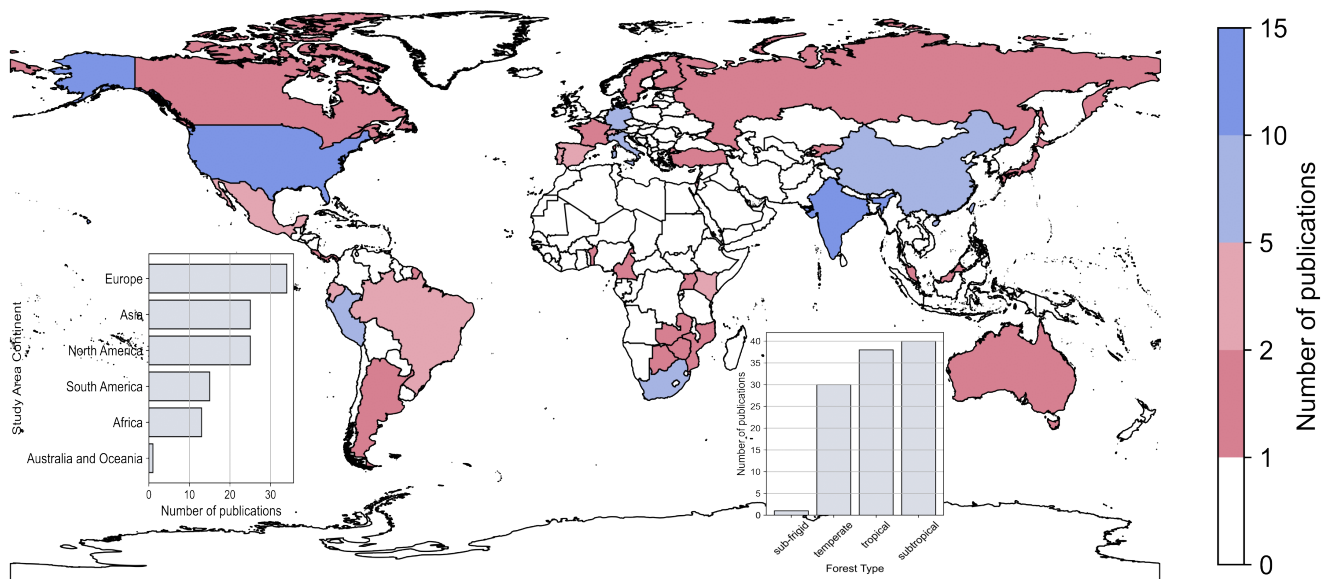 Study Area Continent
Europe
Asia
North America
South America
Africa
Australia and Oceania
0 10 20 30
Number of publications
Number of publications
40
35
30
25
20
15
10
5
0
sub-frigid
temperate
tropical
subtropical
Forest Type
15
10
5
2
1
0
Number of publications